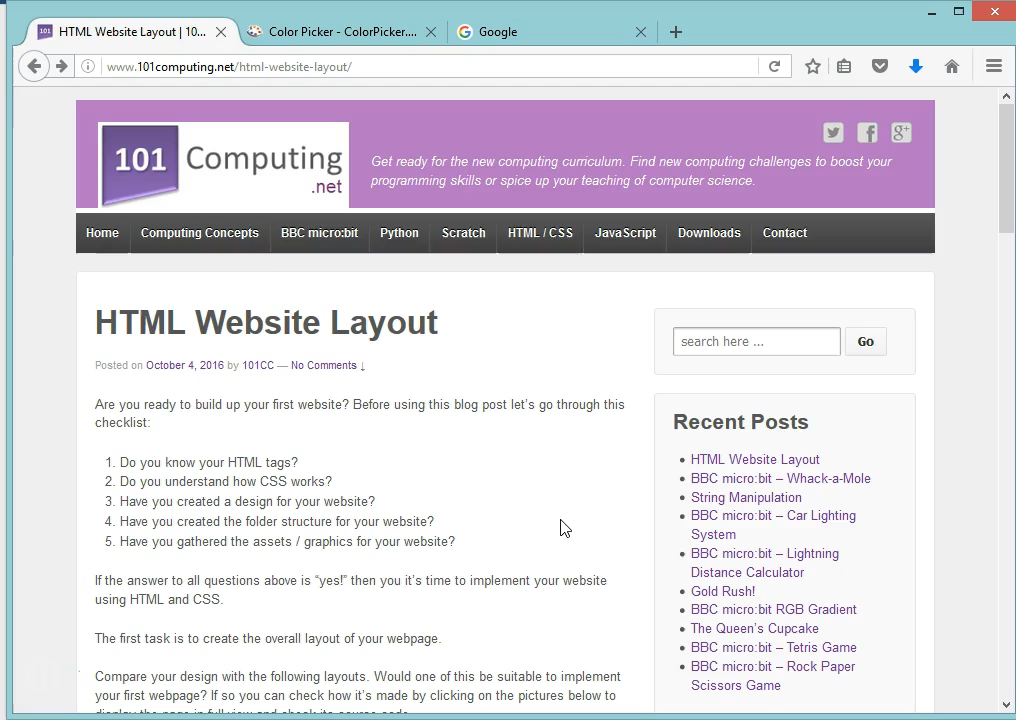 101 HTML Website Layout | 10...
Color Picker - ColorPicker....
Google
www.101computing.net/html-website-layout/
101 Computing
.net
Get ready for the new computing curriculum. Find new computing challenges to boost your
programming skills or spice up your teaching of computer science.
Home Computing Concepts BBC micro:bit Python Scratch HTML / CSS JavaScript Downloads Contact
HTML Website Layout
Posted on October 4, 2016 by 101CC — No Comments ↓
Are you ready to build up your first website? Before using this blog post let's go through this
checklist:
1. Do you know your HTML tags?
2. Do you understand how CSS works?
3. Have you created a design for your website?
4. Have you created the folder structure for your website?
5. Have you gathered the assets / graphics for your website?
If the answer to all questions above is “yes!” then you it's time to implement your website
using HTML and CSS.
The first task is to create the overall layout of your webpage.
Compare your design with the following layouts. Would one of this be suitable to implement
your first webpage? If so you can check how it's made by clicking on the pictures below to
display the page in full view and check its source code.
search here ... Go
Recent Posts
HTML Website Layout
BBC micro:bit – Whack-a-Mole
String Manipulation
BBC micro:bit – Car Lighting
System
BBC micro:bit – Lightning
Distance Calculator
Gold Rush!
BBC micro:bit RGB Gradient
The Queen's Cupcake
BBC micro:bit – Tetris Game
BBC micro:bit – Rock Paper
Scissors Game